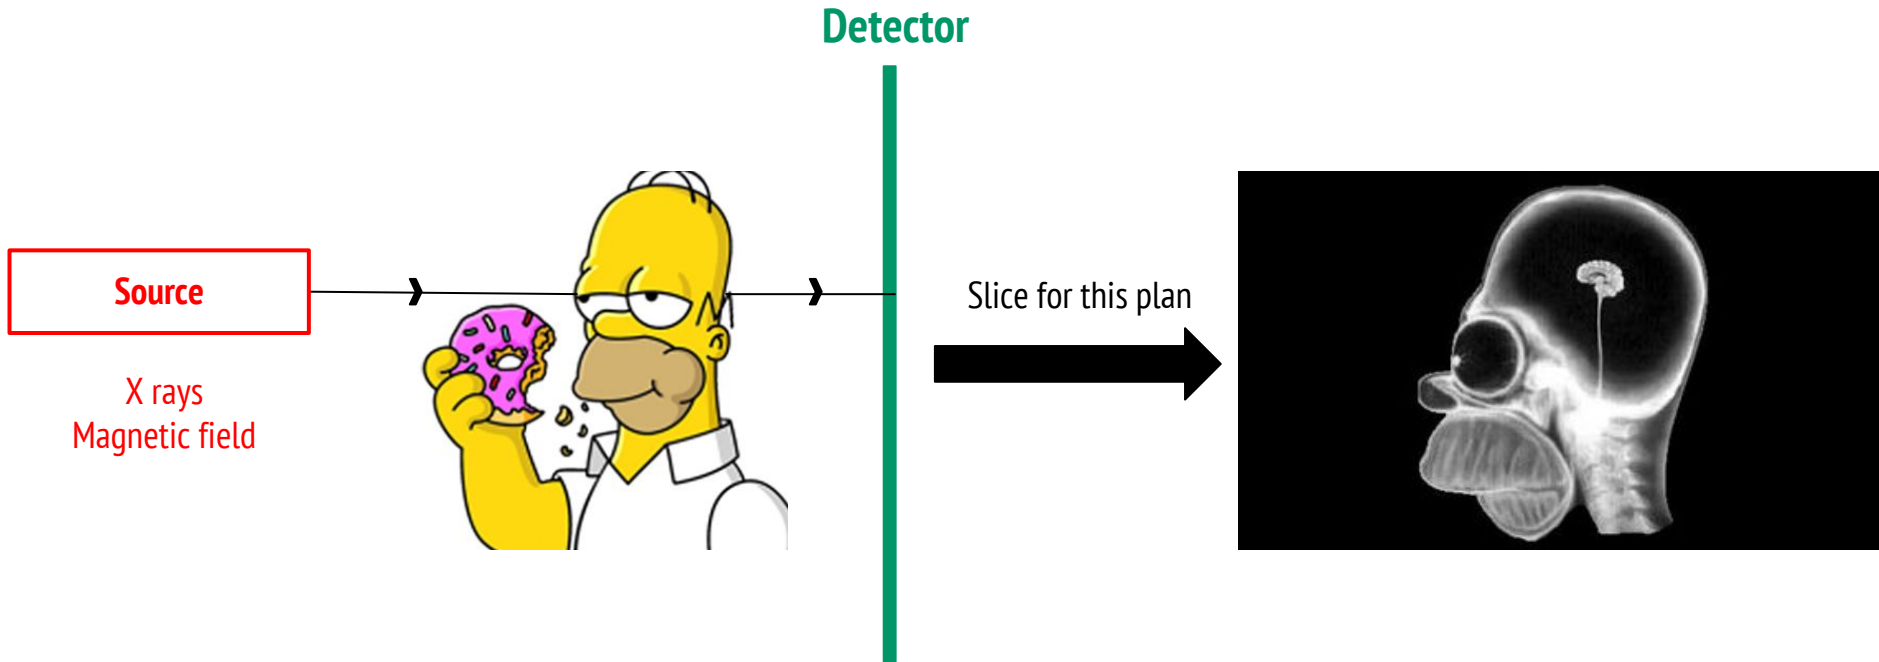 Detector
Source
X rays
Magnetic field
Slice for this plan